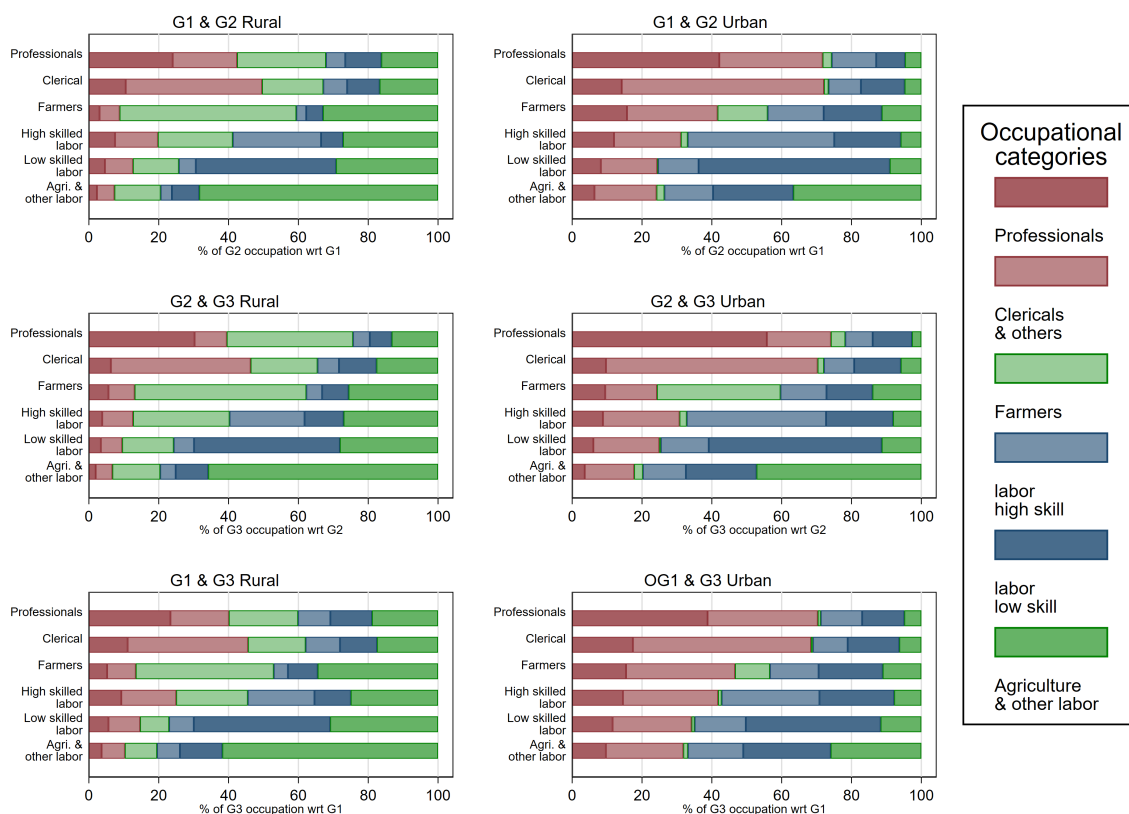 G1 & G2 Rural
Professionals
Clerical
Farmers
High skilled
labor
Low skilled
labor
Agri. &
other labor
0 20 40 60 80 100
% of G2 occupation wrt G1
G1 & G2 Urban
Professionals
Clerical
Farmers
High skilled
labor
Low skilled
labor
Agri. &
other labor
0 20 40 60 80 100
% of G2 occupation wrt G1
G2 & G3 Rural
Professionals
Clerical
Farmers
High skilled
labor
Low skilled
labor
Agri. &
other labor
0 20 40 60 80 100
% of G3 occupation wrt G2
G2 & G3 Urban
Professionals
Clerical
Farmers
High skilled
labor
Low skilled
labor
Agri. &
other labor
0 20 40 60 80 100
% of G3 occupation wrt G2
G1 & G3 Rural
Professionals
Clerical
Farmers
High skilled
labor
Low skilled
labor
Agri. &
other labor
0 20 40 60 80 100
% of G3 occupation wrt G1
OG1 & G3 Urban
Professionals
Clerical
Farmers
High skilled
labor
Low skilled
labor
Agri. &
other labor
0 20 40 60 80 100
% of G3 occupation wrt G1
Occupational
categories
Professionals
Clericals
& others
Farmers
labor
high skill
labor
low skill
Agriculture
& other labor